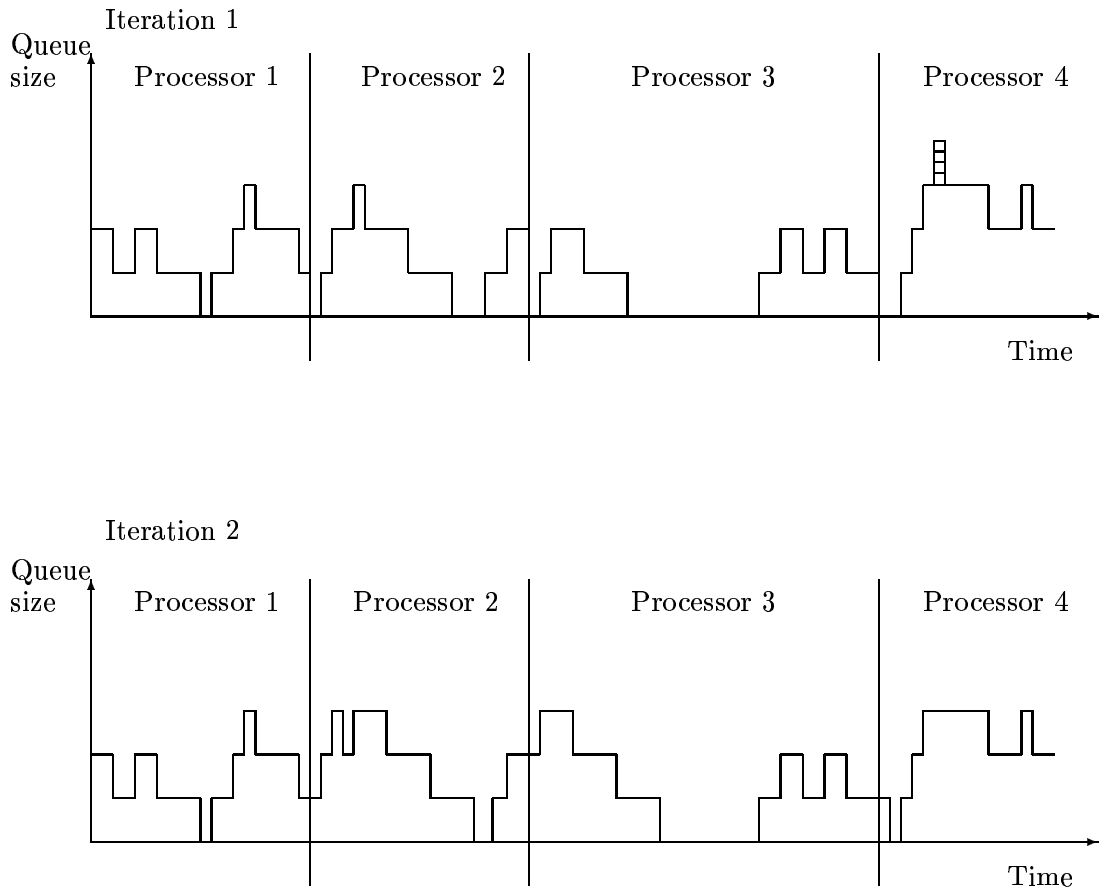 Iteration 1
Queue
size
Processor 1
Processor 2
Processor 3
Processor 4
Time
Iteration 2
Queue
size
Processor 1
Processor 2
Processor 3
Processor 4
Time